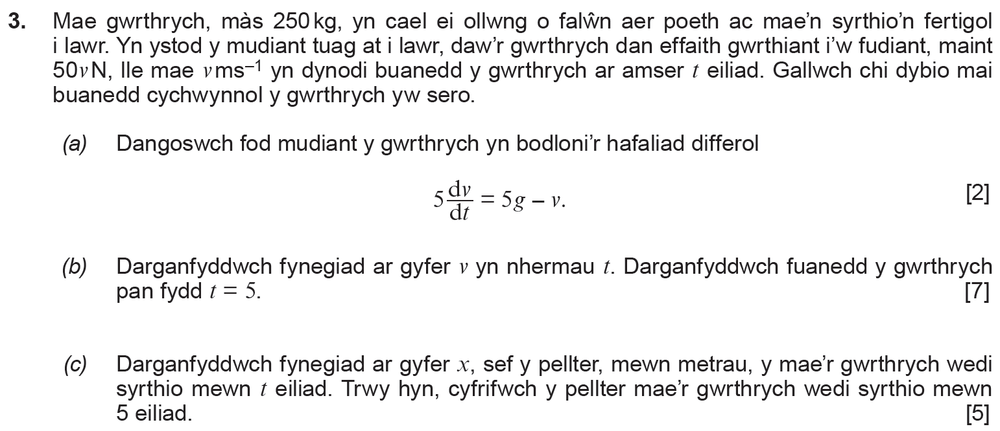 3. Mae gwrthrych, màs 250 kg, yn cael ei ollwng o falŵn aer poeth ac mae'n syrthio'n fertigol
i lawr. Yn ystod y mudiant tuag at i lawr, daw'r gwrthrych dan effaith gwrthiant i'w fudiant, maint
50v N, lle mae v ms⁻¹ yn dynodi buanedd y gwrthrych ar amser t eiliad. Gallwch chi dybio mai
buanedd cychwynnol y gwrthrych yw sero.
(a) Dangoswch fod mudiant y gwrthrych yn bodloni'r hafaliad differol
5 dv/dt = 5g – v. [2]
(b) Darganfyddwch fynegiad ar gyfer v yn nhermau t. Darganfyddwch fuanedd y gwrthrych
pan fydd t = 5. [7]
(c) Darganfyddwch fynegiad ar gyfer x, sef y pellter, mewn metrau, y mae'r gwrthrych wedi
syrthio mewn t eiliad. Trwy hyn, cyfrifwch y pellter mae'r gwrthrych wedi syrthio mewn
5 eiliad. [5]